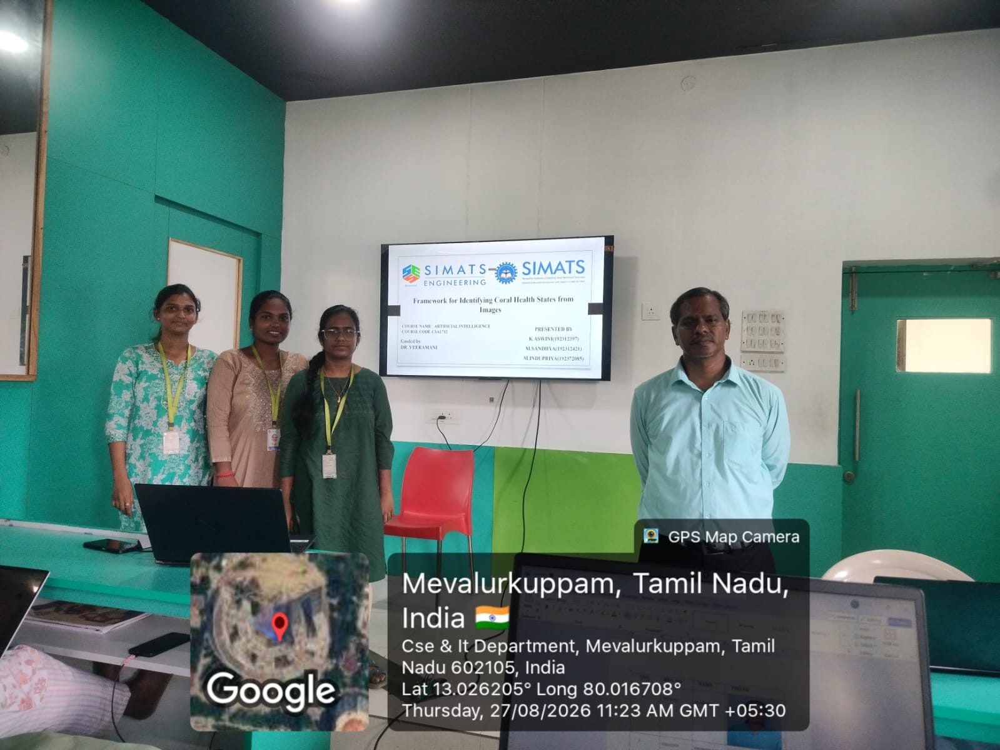 SIMATS
ENGINEERING
SIMATS
Framework for Identifying Coral Health States from
Images
COURSE NAME : ARTIFICIAL INTELLIGENCE
COURSE CODE:CSA1712
Guided by
DR. VEERAMANI
PRESENTED BY
K.ASWINI(192312397)
M.SANDHYA(192312421)
M.INDUPRIYA(192372085)
GPS Map Camera
Mevalurkuppam, Tamil Nadu,
India
Cse & It Department, Mevalurkuppam, Tamil
Nadu 602105, India
Lat 13.026205° Long 80.016708°
Thursday, 27/08/2026 11:23 AM GMT +05:30
Google